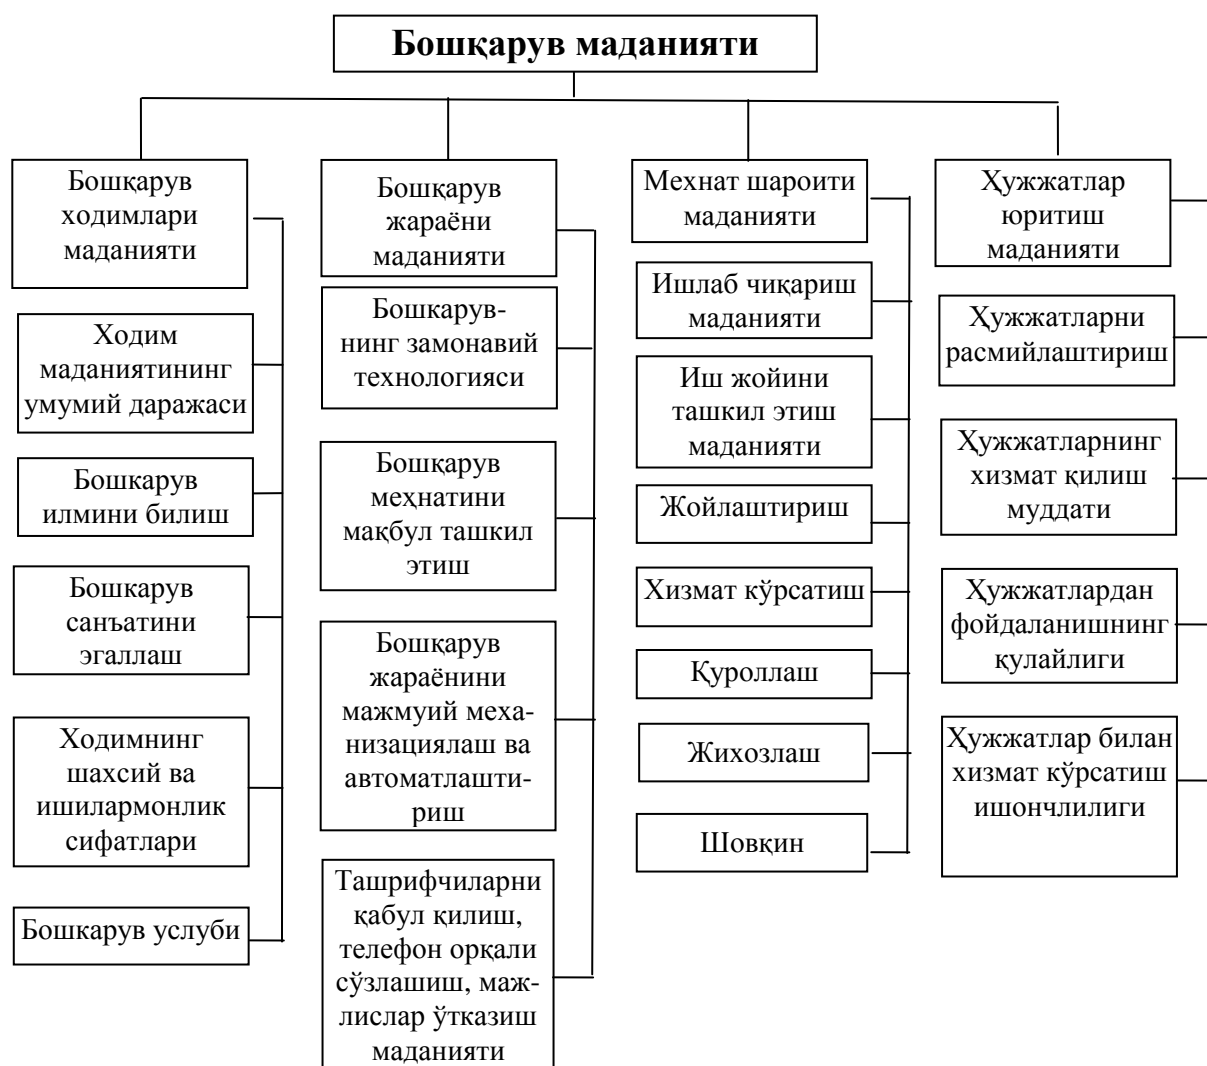 Бошқарув маданияти
Бошқарув
ходимлари
маданияти
Ходим
маданиятининг
умумий даражаси
Бошкарув
илмини билиш
Бошкарув
санъатини
эгаллаш
Ходимнинг
шахсий ва
ишилармонлик
сифатлари
Бошкарув услуби
Бошқарув
жараёни
маданияти
Бошкарув-
нинг замонавий
технологияси
Бошқарув
меҳнатини
мақбул ташкил
этиш
Бошқарув
жараёнини
мажмуий меха-
низациялаш ва
автоматлашти-
риш
Ташрифчиларни
қабул қилиш,
телефон орқали
сўзлашиш, маж-
лислар ўтказиш
маданияти
Мехнат шароити
маданияти
Ишлаб чиқариш
маданияти
Иш жойини
ташкил этиш
маданияти
Жойлаштириш
Хизмат кўрсатиш
Қуроллаш
Жихозлаш
Шовқин
Ҳужжатлар
юритиш
маданияти
Ҳужжатларни
расмийлаштириш
Ҳужжатларнинг
хизмат қилиш
муддати
Ҳужжатлардан
фойдаланишнинг
қулайлиги
Ҳужжатлар билан
хизмат кўрсатиш
ишончлилиги